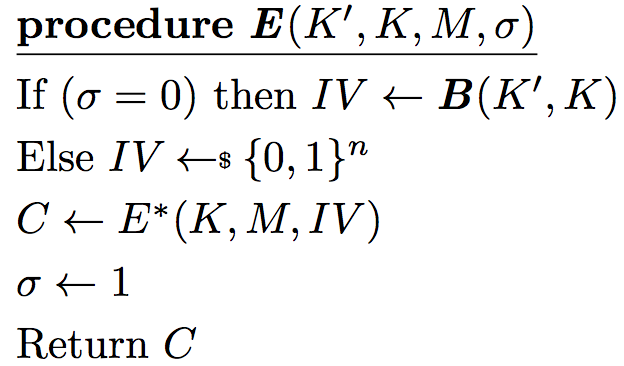 procedure E(K′, K, M, σ)
If (σ = 0) then IV ← B(K′, K)
Else IV ←$ {0, 1}ⁿ
C ← E*(K, M, IV)
σ ← 1
Return C